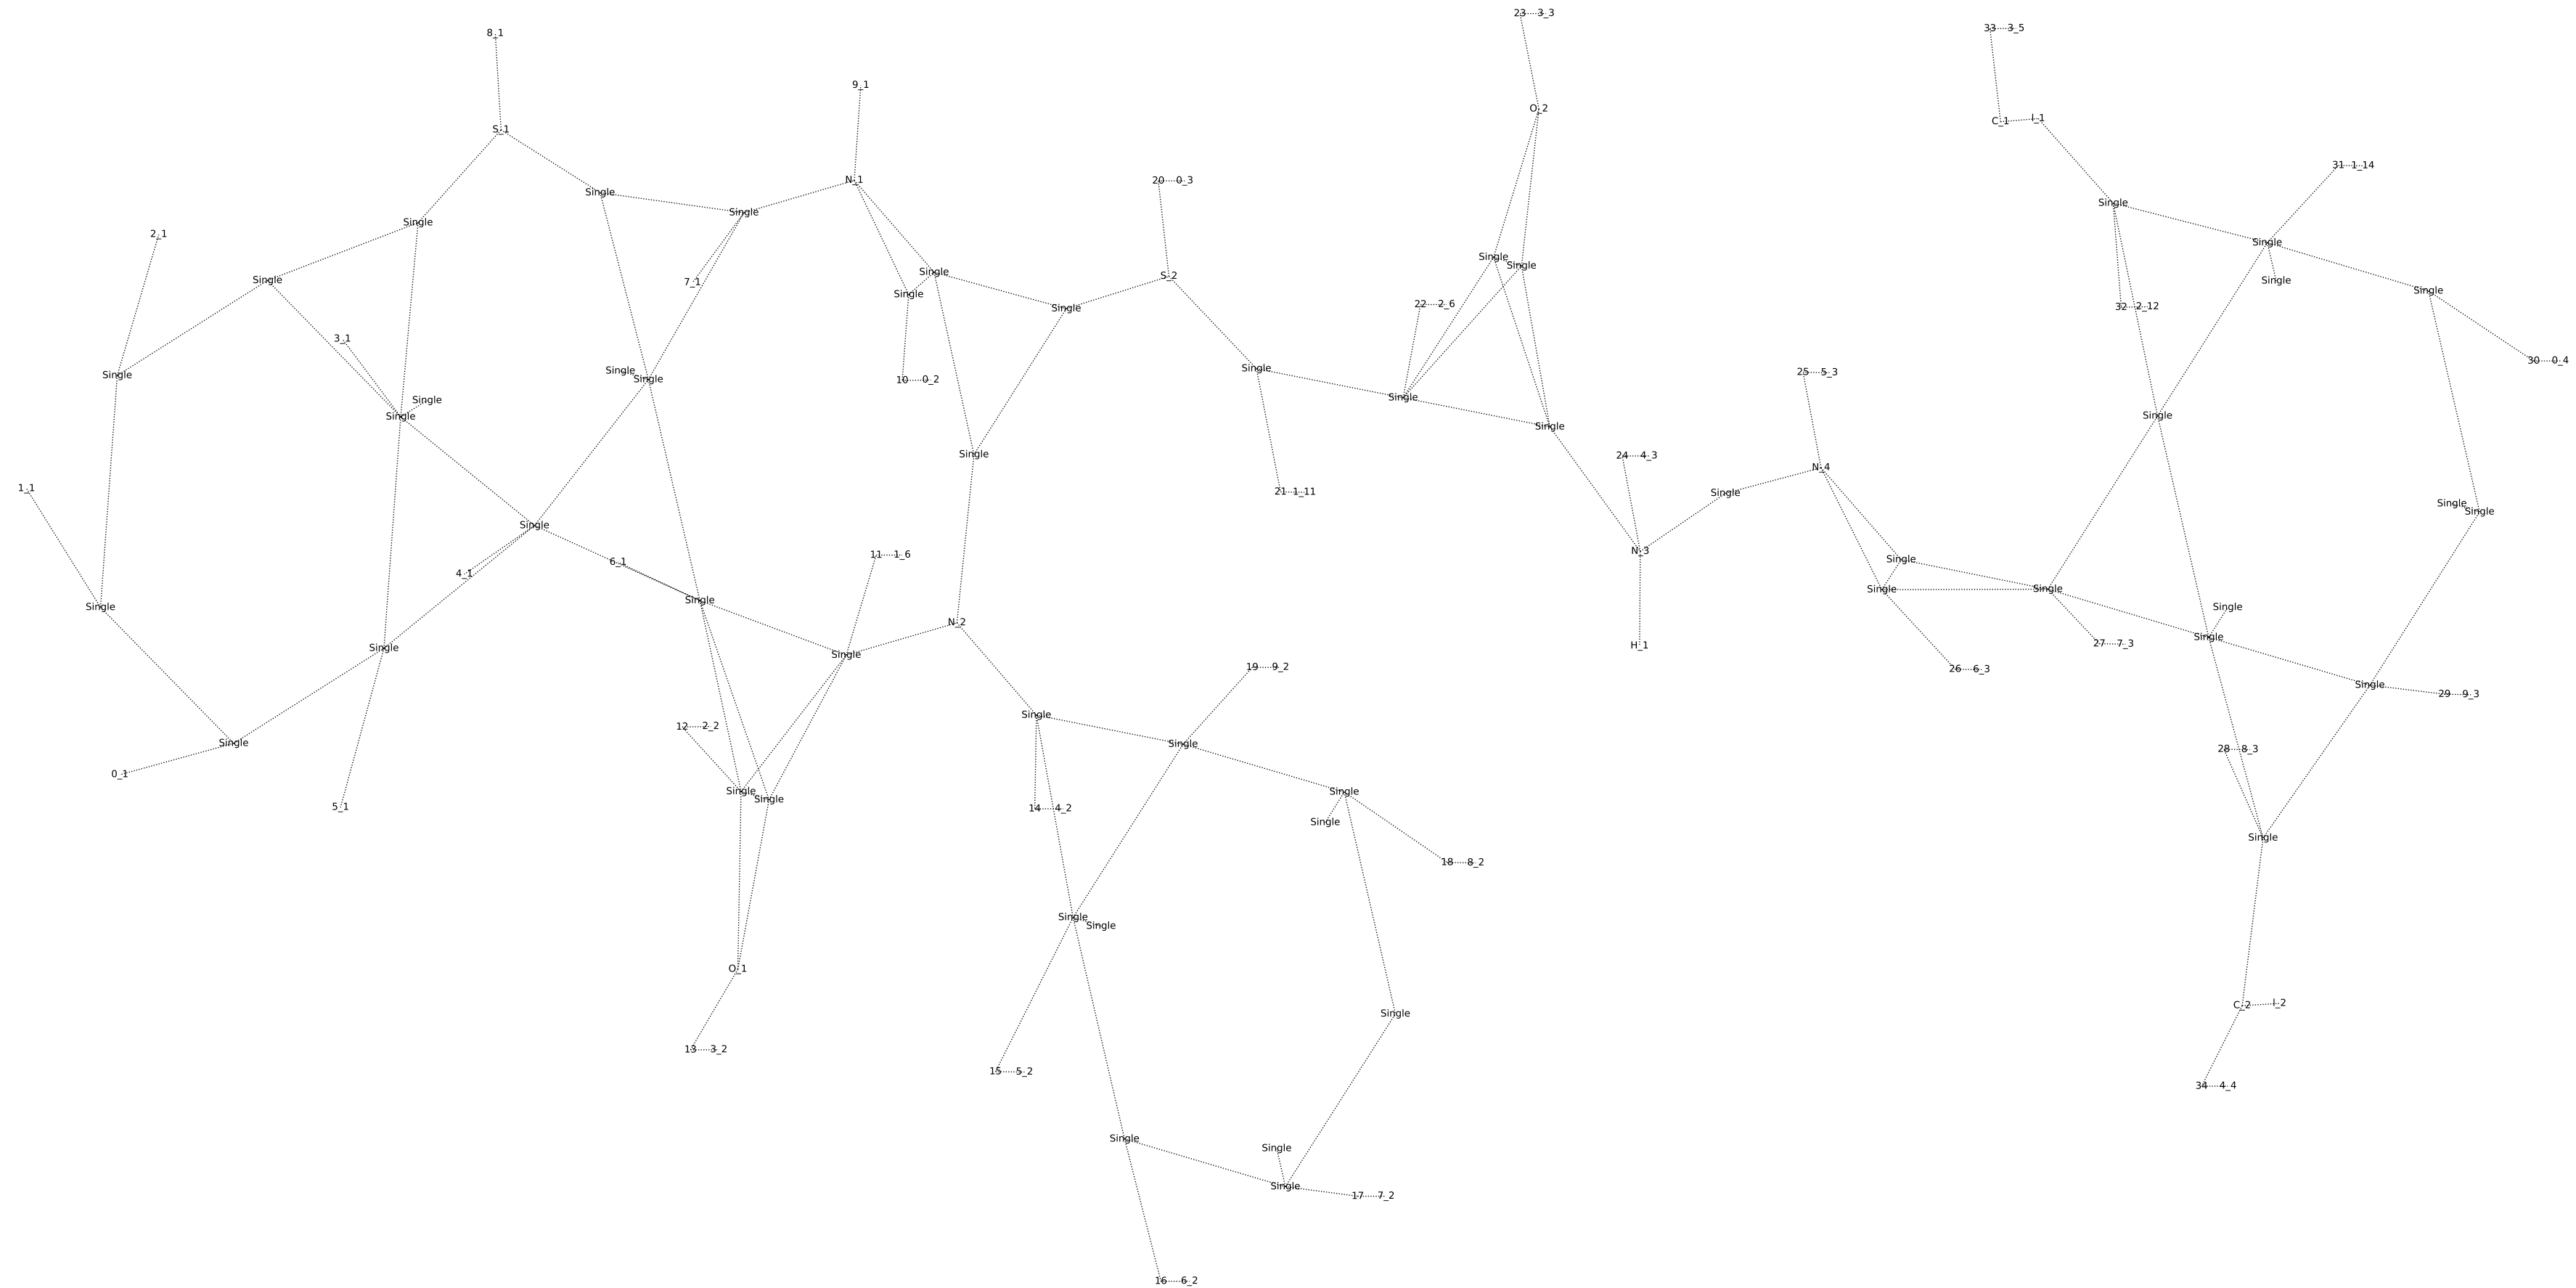 23 3_3
33 3_5
8_1
9_1
O_2
C_1 I_1
S_1
31 1_14
N_1
20 0_3
Single
Single
Single
Single
2_1
Single
Single
Single
Single
Single
S_2
Single
Single
7_1
Single
Single
22 2_6
32 2_12
Single
3_1
30 0_4
Single
Single
Single
Single
25 5_3
10 0_2
Single
Single
Single
Single
Single
Single
24 4_3
N_4
1_1
21 1_11
Single
Single
Single
Single
N_3
11 1_6
6_1
Single
4_1
Single
Single
Single
Single
Single
N_2
Single
H_1
27 7_3
Single
Single
19 9_2
26 6_3
Single
29 9_3
Single
12 2_2
Single
Single
28 8_3
0_1
Single
Single
Single
5_1
14 4_2
Single
Single
18 8_2
Single
Single
O_1
C_2 I_2
Single
13 3_2
15 5_2
34 4_4
Single
Single
Single
17 7_2
16 6_2